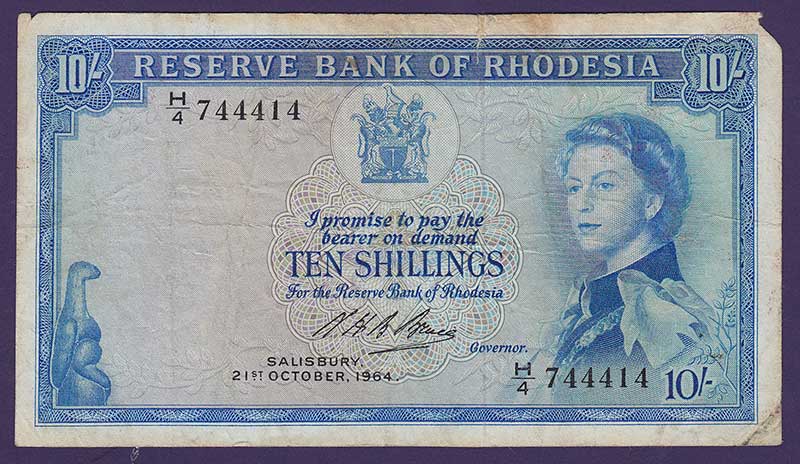 10/-
RESERVE BANK OF RHODESIA
10/-
H/4 744414
I promise to pay the
bearer on demand
TEN SHILLINGS
For the Reserve Bank of Rhodesia
Governor.
SALISBURY.
21ST OCTOBER, 1964.
H/4 744414
10/-